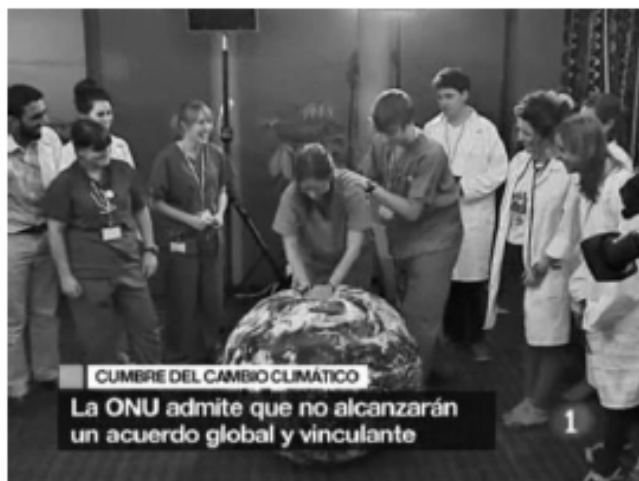 CUMBRE DEL CAMBIO CLIMÁTICO
La ONU admite que no alcanzarán
un acuerdo global y vinculante
1